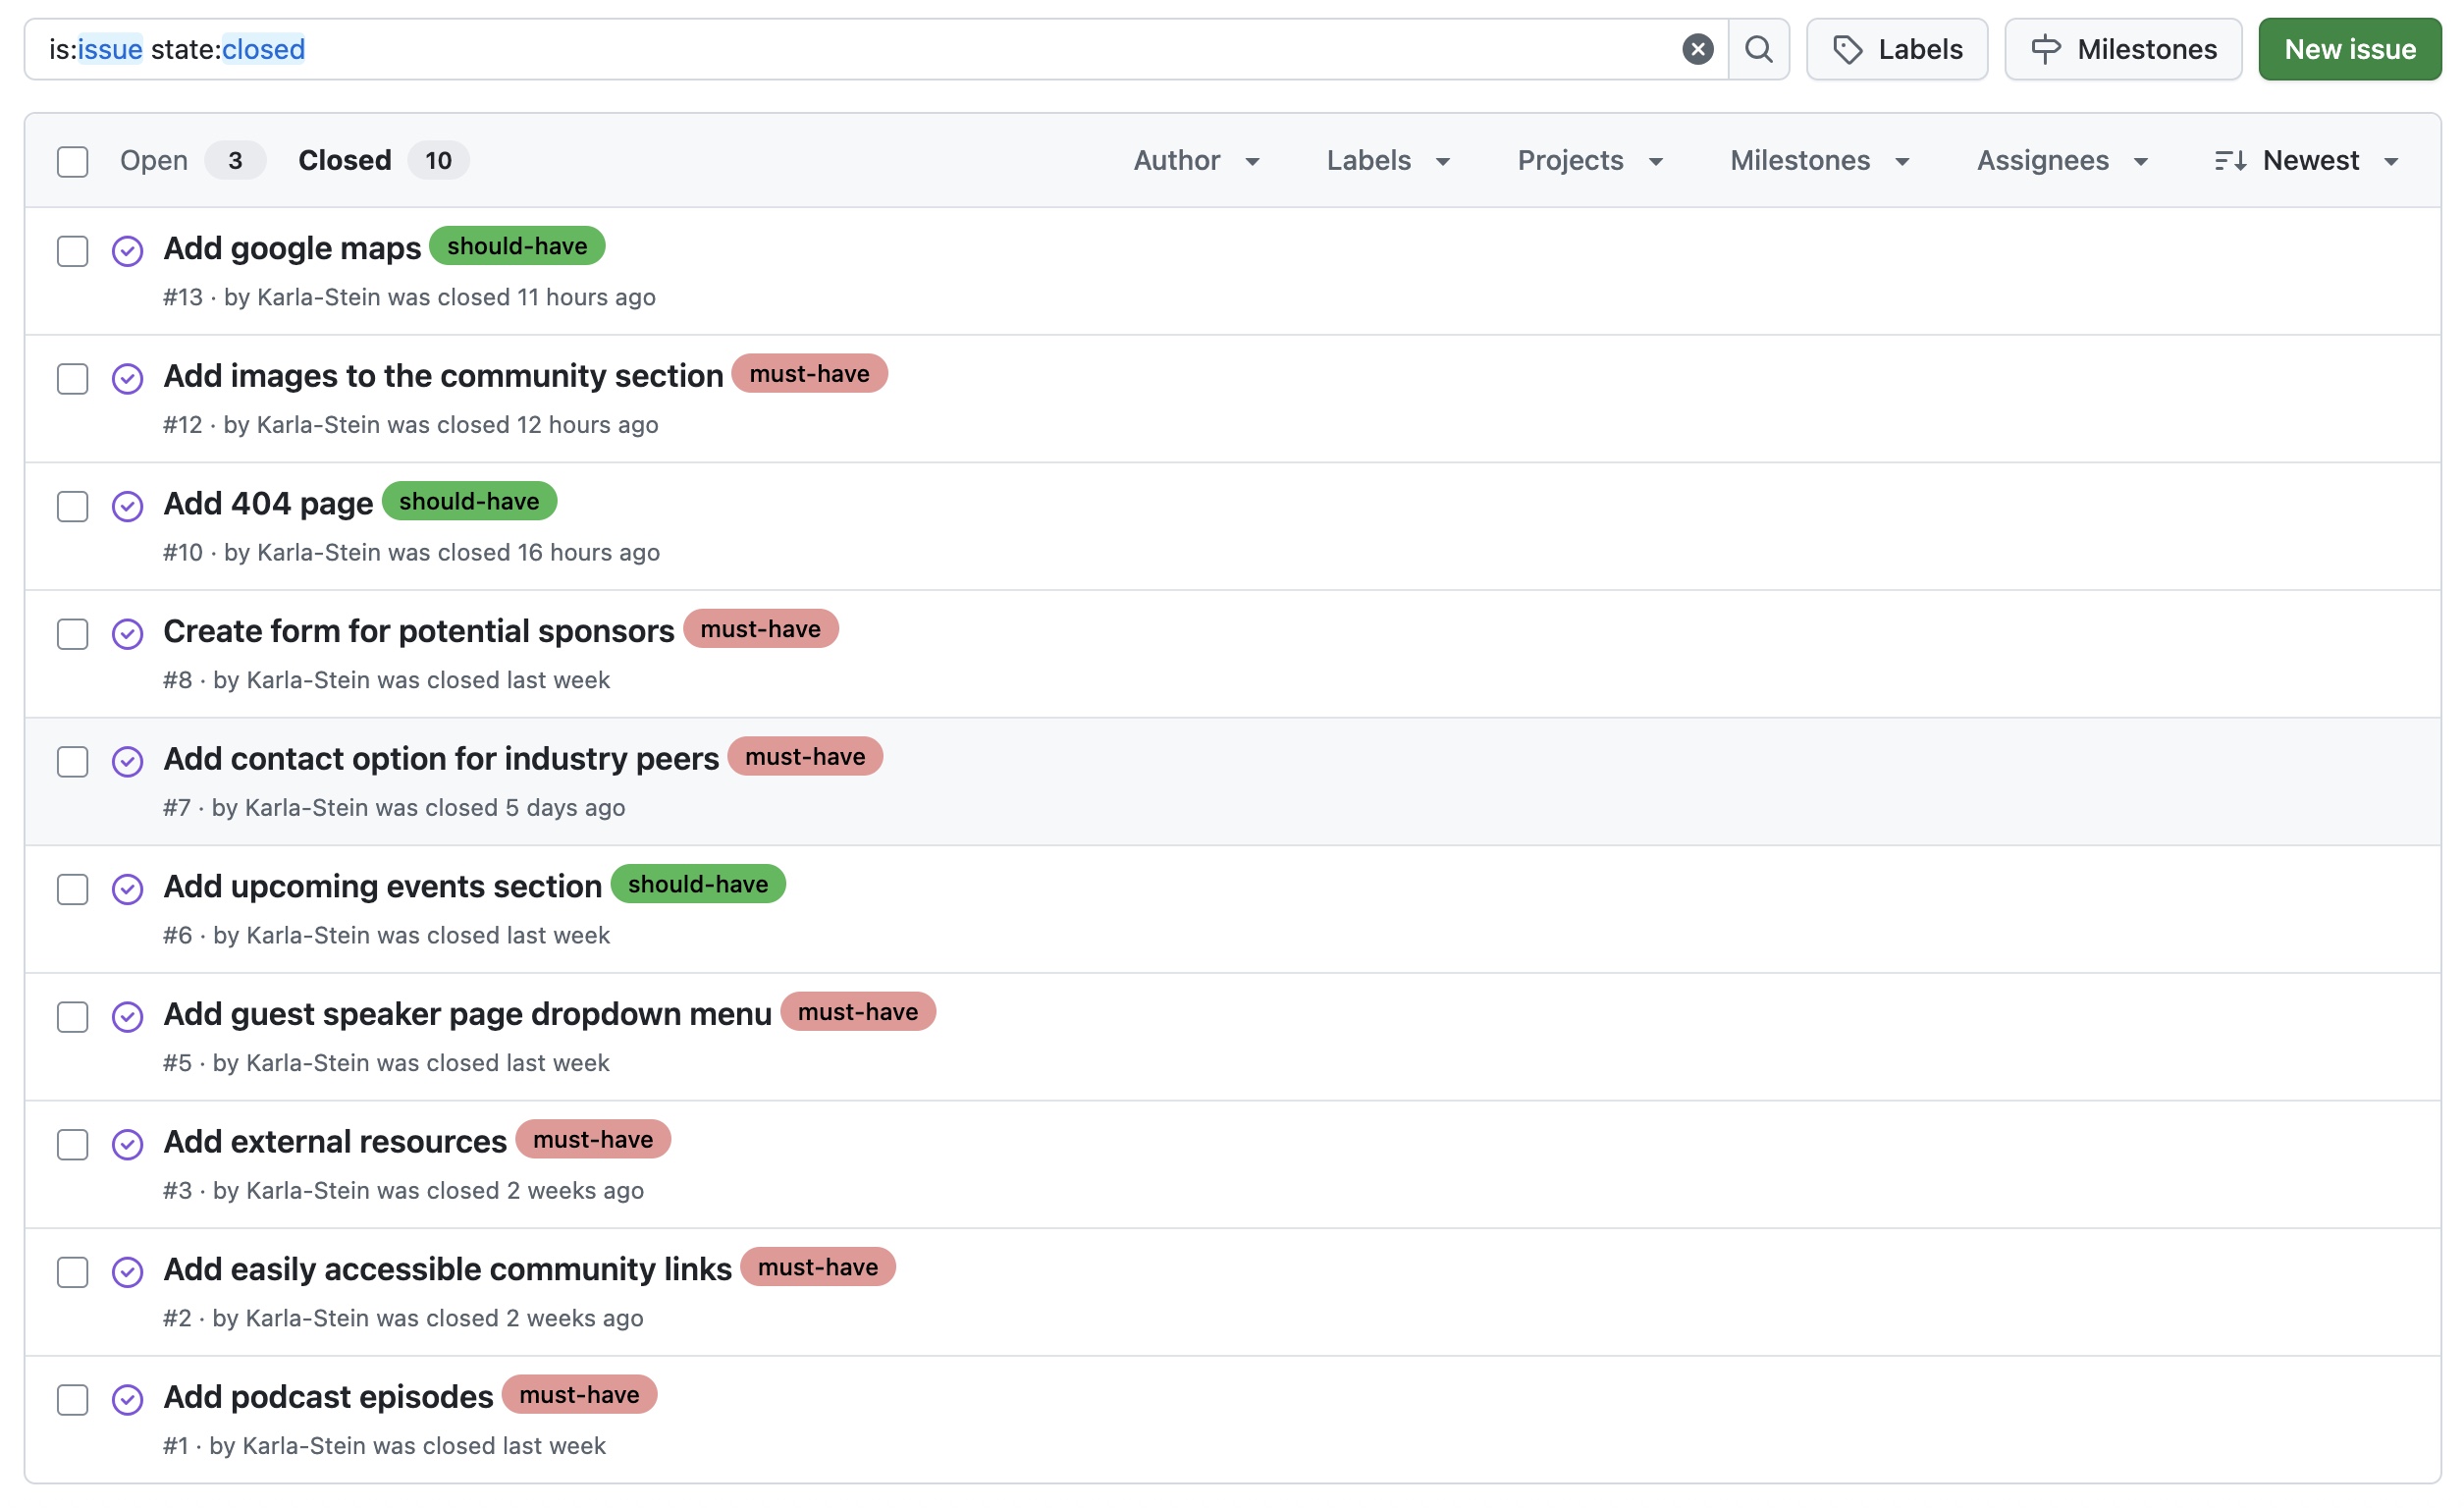 is:issue state:closed Labels Milestones New issue
Open 3 Closed 10 Author Labels Projects Milestones Assignees Newest
Add google maps should-have
#13 · by Karla-Stein was closed 11 hours ago
Add images to the community section must-have
#12 · by Karla-Stein was closed 12 hours ago
Add 404 page should-have
#10 · by Karla-Stein was closed 16 hours ago
Create form for potential sponsors must-have
#8 · by Karla-Stein was closed last week
Add contact option for industry peers must-have
#7 · by Karla-Stein was closed 5 days ago
Add upcoming events section should-have
#6 · by Karla-Stein was closed last week
Add guest speaker page dropdown menu must-have
#5 · by Karla-Stein was closed last week
Add external resources must-have
#3 · by Karla-Stein was closed 2 weeks ago
Add easily accessible community links must-have
#2 · by Karla-Stein was closed 2 weeks ago
Add podcast episodes must-have
#1 · by Karla-Stein was closed last week